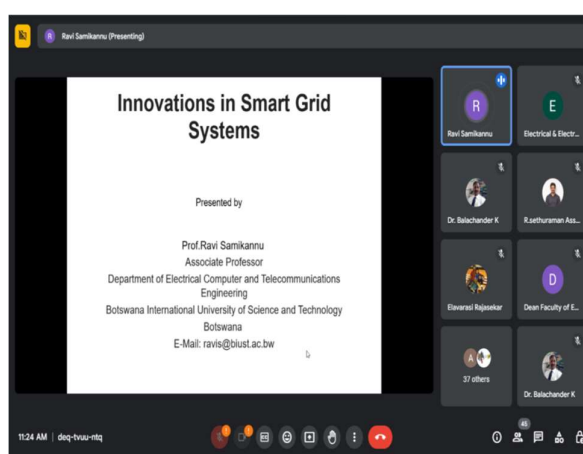 R Ravi Samikannu (Presenting)
Innovations in Smart Grid
Systems
Presented by
Prof.Ravi Samikannu
Associate Professor
Department of Electrical Computer and Telecommunications
Engineering
Botswana International University of Science and Technology
Botswana
E-Mail: ravis@biust.ac.bw
R
Ravi Samikannu
E
Electrical & Electr...
Dr. Balachander K
R.sethuraman Ass...
Elavarasi Rajasekar
D
Dean Faculty of E...
A
37 others
Dr. Balachander K
11:24 AM | deq-tvuu-ntq
45